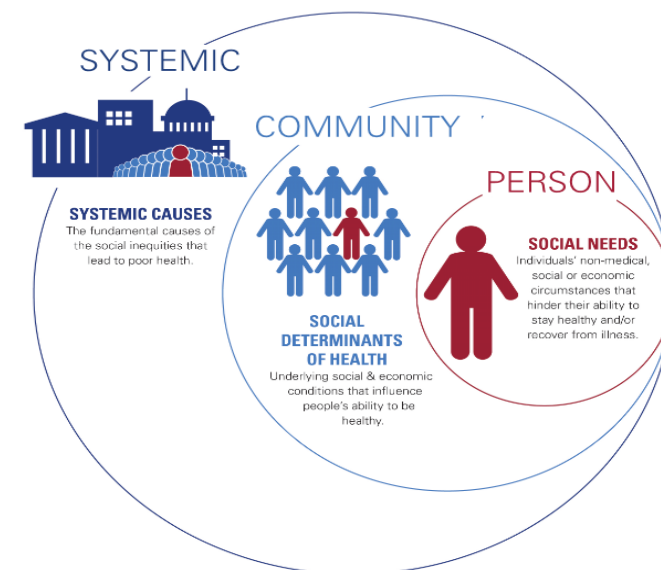 SYSTEMIC
SYSTEMIC CAUSES
The fundamental causes of
the social inequities that
lead to poor health.
COMMUNITY
SOCIAL
DETERMINANTS
OF HEALTH
Underlying social & economic
conditions that influence
people's ability to be
healthy.
PERSON
SOCIAL NEEDS
Individuals' non-medical,
social or economic
circumstances that
hinder their ability to
stay healthy and/or
recover from illness.